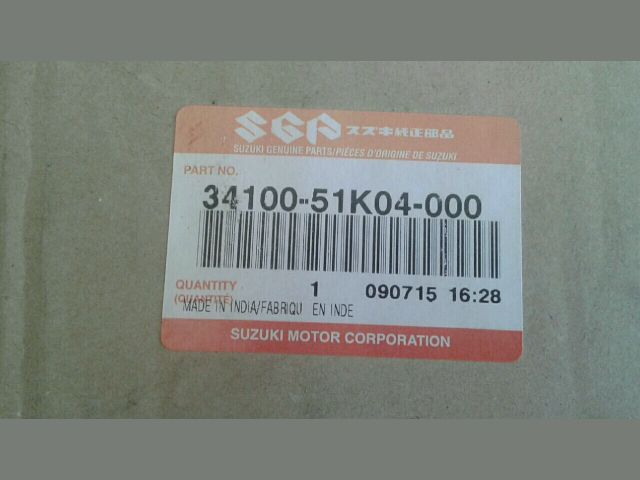 SGP スズキ純正部品
SUZUKI GENUINE PARTS/PIÈCES D'ORIGINE DE SUZUKI
PART NO.
34100-51K04-000
QUANTITY 1 090715 16:28
(QUANTITÉ)
MADE IN INDIA/FABRIQU EN INDE
SUZUKI MOTOR CORPORATION